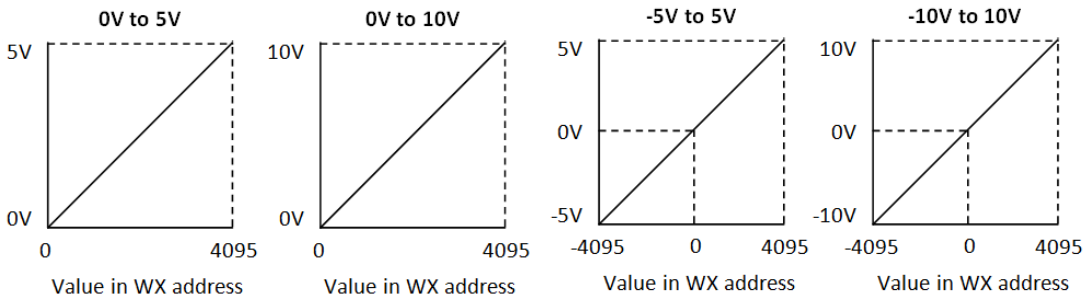 0V to 5V
5V
0V
0
4095
Value in WX address
0V to 10V
10V
0V
0
4095
Value in WX address
-5V to 5V
5V
0V
-5V
-4095
0
4095
Value in WX address
-10V to 10V
10V
0V
-10V
-4095
0
4095
Value in WX address